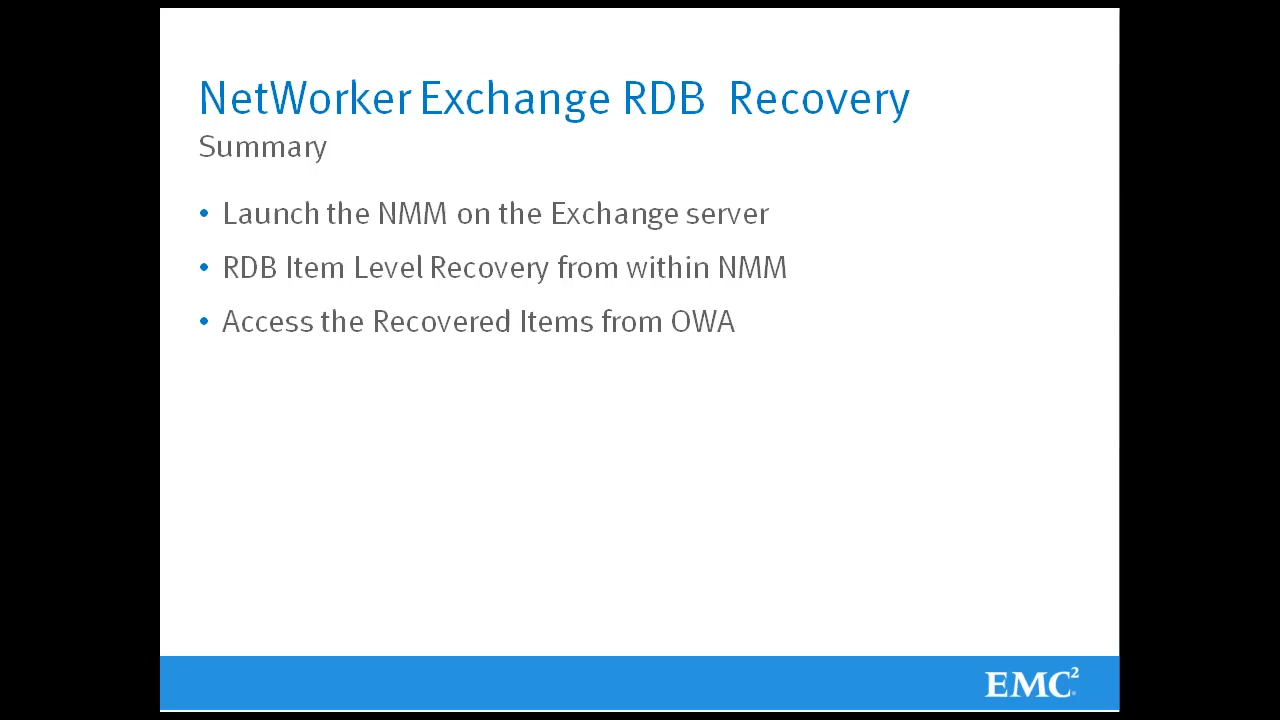 NetWorker Exchange RDB Recovery
Summary
• Launch the NMM on the Exchange server
• RDB Item Level Recovery from within NMM
• Access the Recovered Items from OWA
EMC²